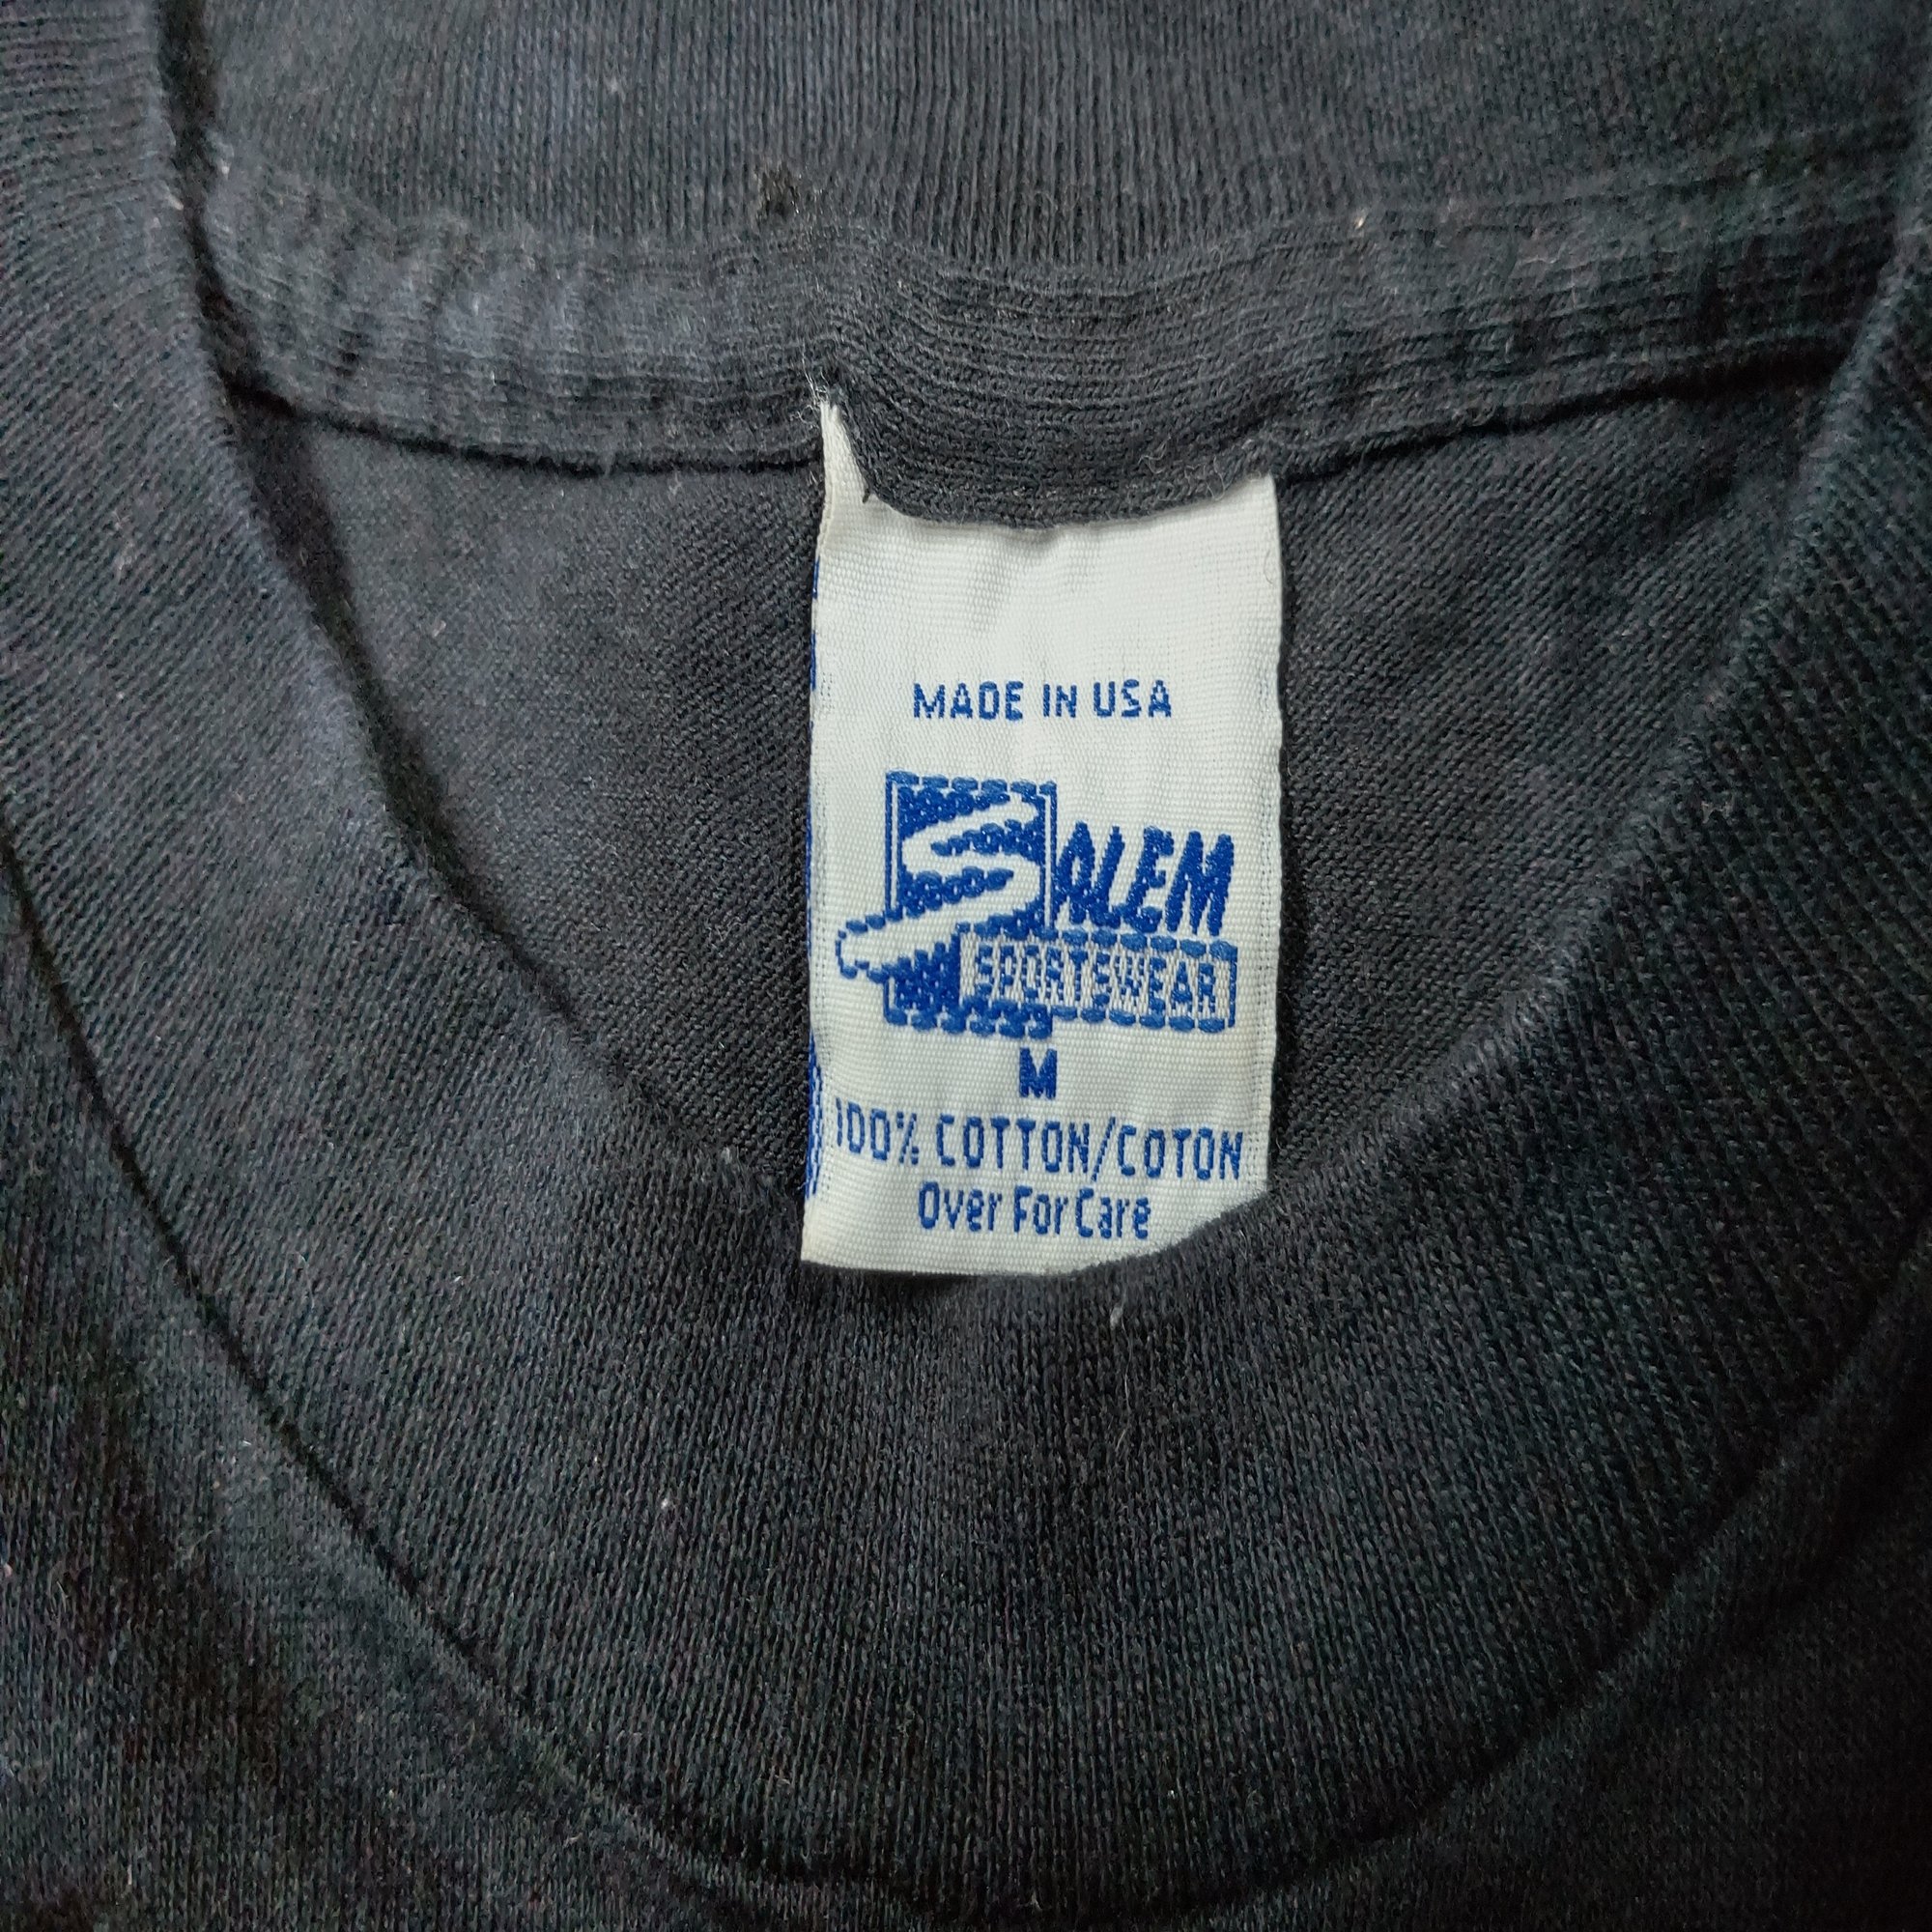 MADE IN USA
SALEM
SPORTSWEAR
M
100% COTTON/COTON
Over For Care